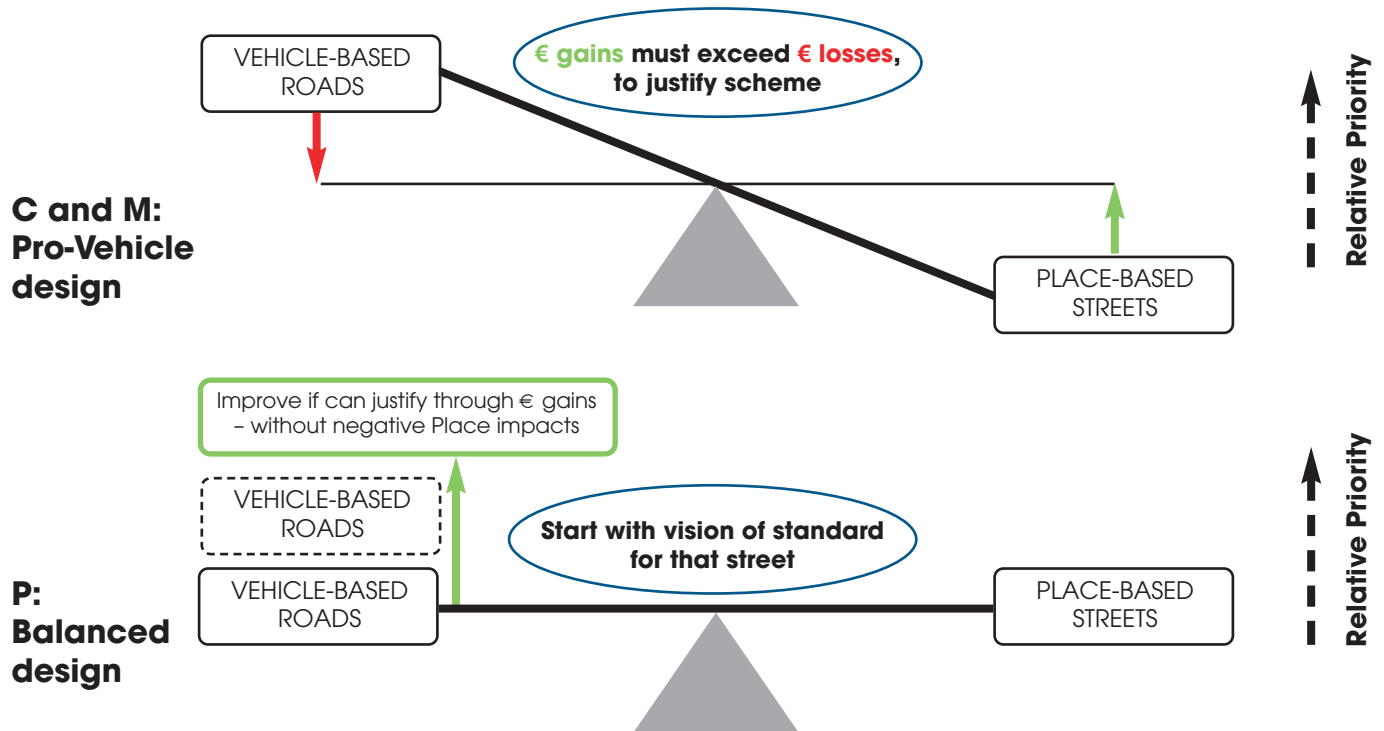 VEHICLE-BASED
ROADS
€ gains must exceed € losses,
to justify scheme
Relative Priority
C and M:
Pro-Vehicle
design
PLACE-BASED
STREETS
Improve if can justify through € gains
– without negative Place impacts
VEHICLE-BASED
ROADS
Start with vision of standard
for that street
Relative Priority
P:
Balanced
design
VEHICLE-BASED
ROADS
PLACE-BASED
STREETS